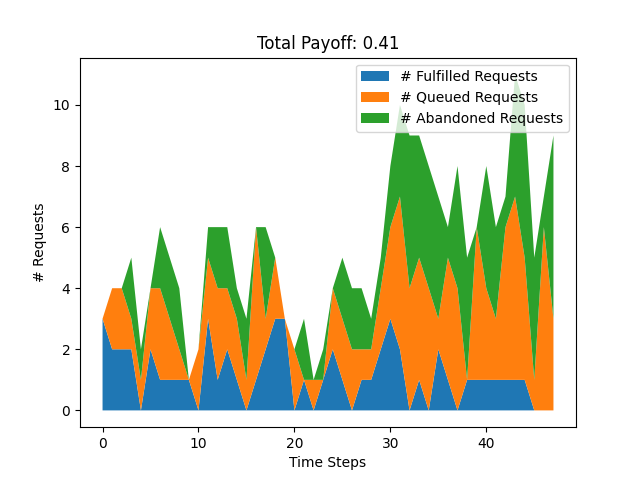 Total Payoff: 0.41
# Fulfilled Requests
# Queued Requests
# Abandoned Requests
# Requests
10
8
6
4
2
0
0 10 20 30 40
Time Steps